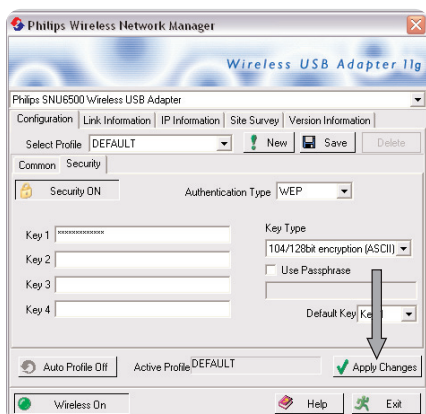 Philips Wireless Network Manager
Wireless USB Adapter 11g
Philips SNU6500 Wireless USB Adapter
Configuration Link Information IP Information Site Survey Version Information
Select Profile DEFAULT New Save Delete
Common Security
Security ON Authentication Type WEP
Key 1 *************
Key Type
104/128bit encryption (ASCII)
Key 2
Use Passphrase
Key 3
Key 4
Default Key
Auto Profile Off Active Profile DEFAULT Apply Changes
Wireless On Help Exit